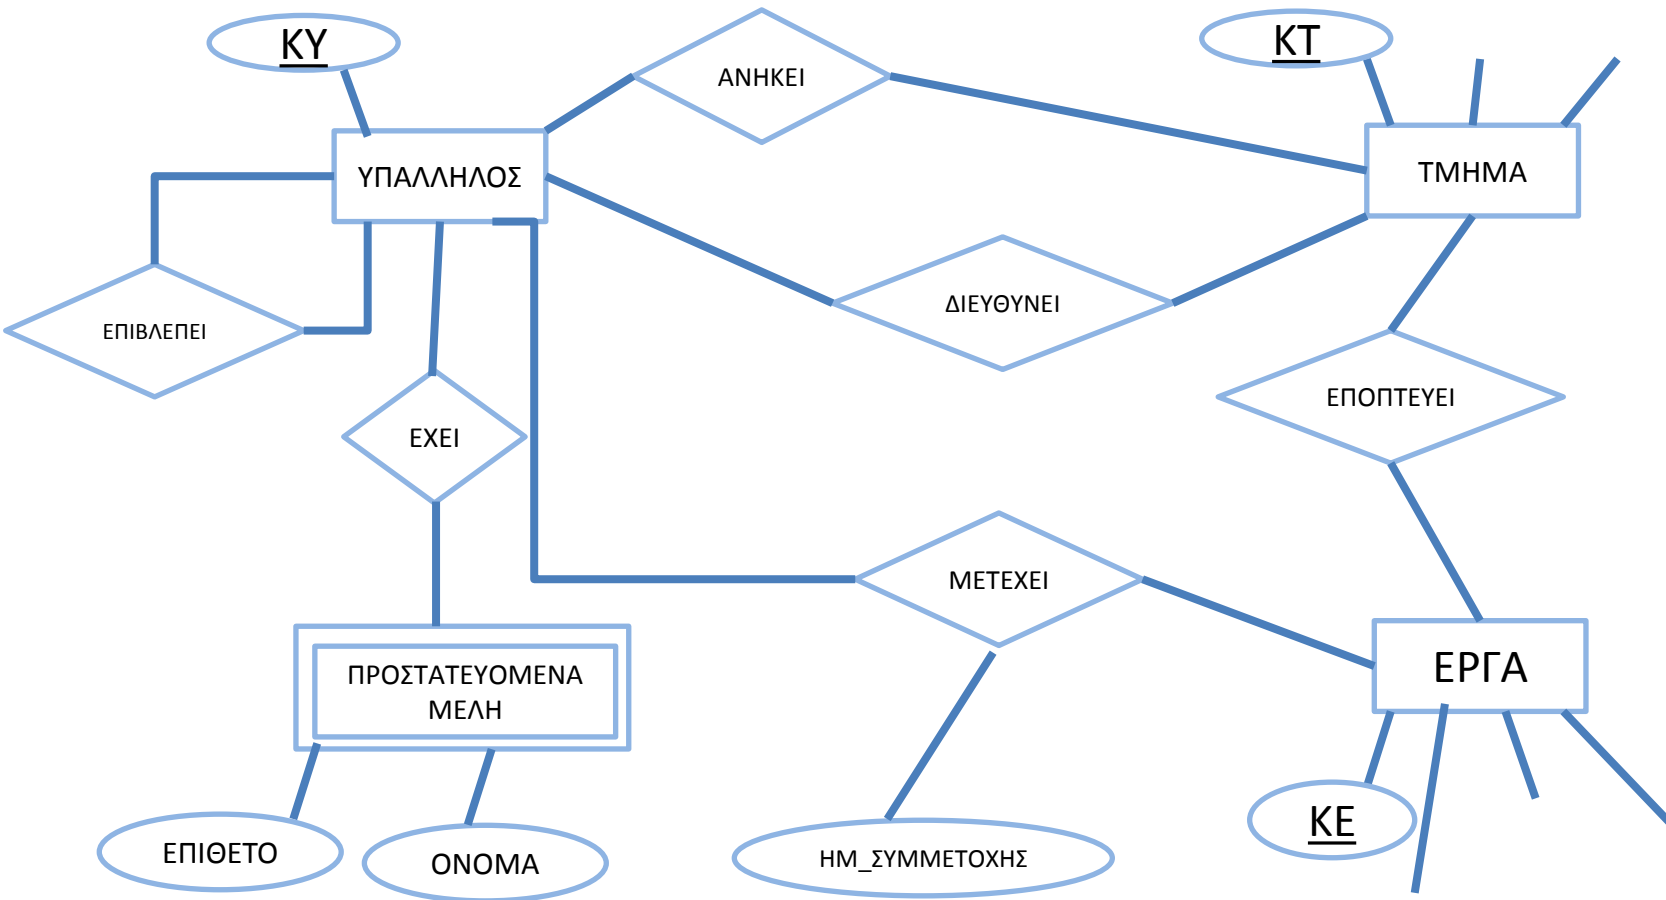 ΚΥ
ΚΤ
ΑΝΗΚΕΙ
ΥΠΑΛΛΗΛΟΣ
ΤΜΗΜΑ
ΔΙΕΥΘΥΝΕΙ
ΕΠΙΒΛΕΠΕΙ
ΕΠΟΠΤΕΥΕΙ
ΕΧΕΙ
ΜΕΤΕΧΕΙ
ΕΡΓΑ
ΠΡΟΣΤΑΤΕΥΟΜΕΝΑ
ΜΕΛΗ
ΚΕ
ΕΠΙΘΕΤΟ
ΟΝΟΜΑ
ΗΜ_ΣΥΜΜΕΤΟΧΗΣ